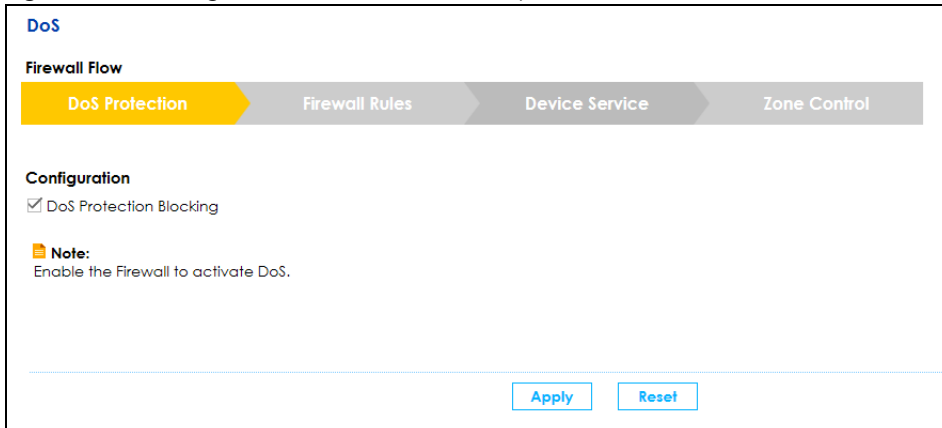 DoS
Firewall Flow
DoS Protection Firewall Rules Device Service Zone Control
Configuration
DoS Protection Blocking
Note:
Enable the Firewall to activate DoS.
Apply Reset